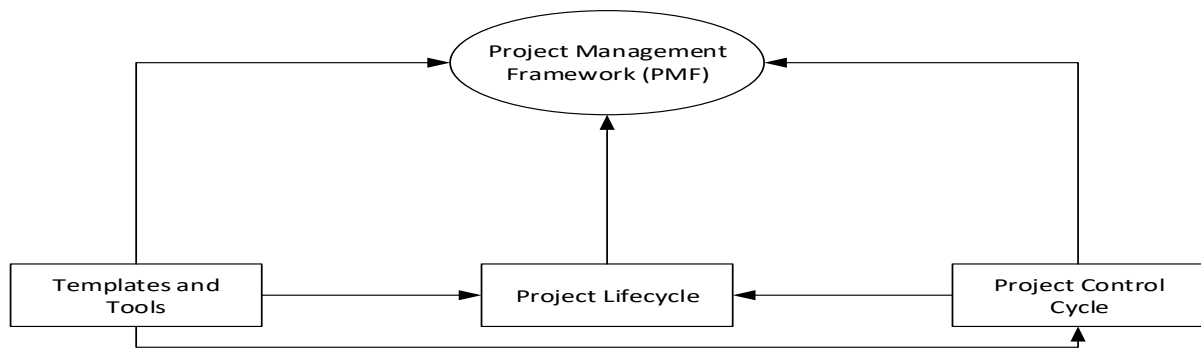 Project Management
Framework (PMF)
Templates and
Tools
Project Lifecycle
Project Control
Cycle